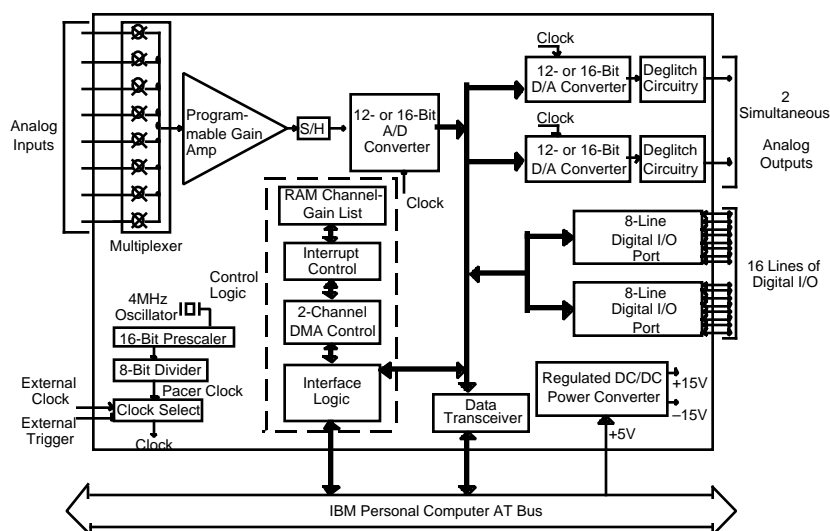 Analog
Inputs
Multiplexer
Program-
mable Gain
Amp
S/H
12- or 16-Bit
A/D
Converter
Clock
Clock
12- or 16-Bit
D/A Converter
Deglitch
Circuitry
Clock
12- or 16-Bit
D/A Converter
Deglitch
Circuitry
2
Simultaneous
Analog
Outputs
RAM Channel-
Gain List
Interrupt
Control
2-Channel
DMA Control
Interface
Logic
Control
Logic
8-Line
Digital I/O
Port
8-Line
Digital I/O
Port
16 Lines of
Digital I/O
4MHz
Oscillator
16-Bit Prescaler
8-Bit Divider
Pacer Clock
External
Clock
Clock Select
External
Trigger
Clock
Data
Transceiver
Regulated DC/DC
Power Converter
+15V
–15V
+5V
IBM Personal Computer AT Bus